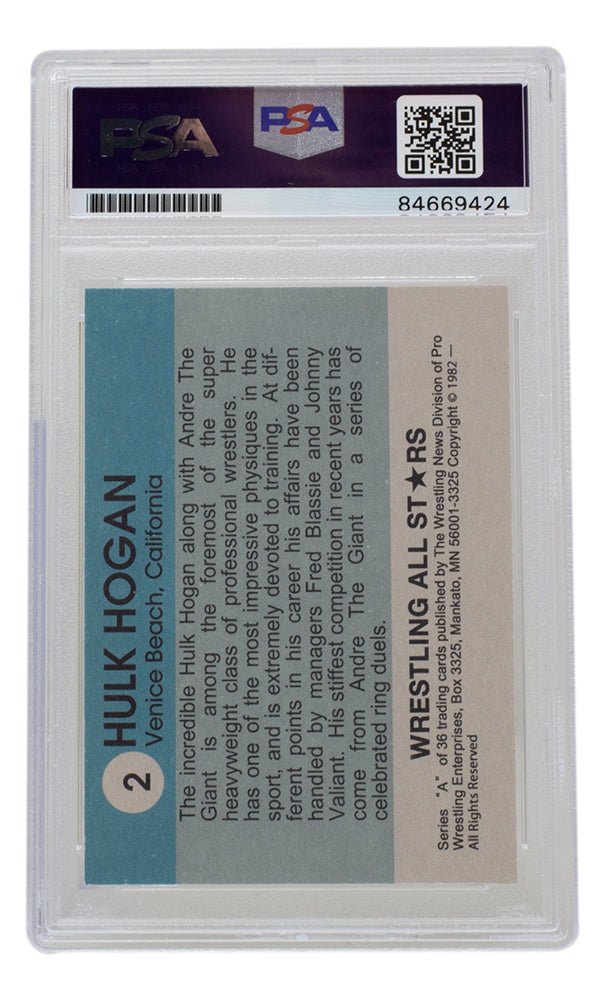 PSA
PSA
84669424
2
HULK HOGAN
Venice Beach, California
The incredible Hulk Hogan along with Andre The
Giant is among the foremost of the super
heavyweight class of professional wrestlers. He
has one of the most impressive physiques in the
sport, and is extremely devoted to training. At dif-
ferent points in his career his affairs have been
handled by managers Fred Blassie and Johnny
Valiant. His stiffest competition in recent years has
come from Andre The Giant in a series of
celebrated ring duels.
WRESTLING ALL ST★RS
Series "A" of 36 trading cards published by The Wrestling News Division of Pro
Wrestling Enterprises, Box 3325, Mankato, MN 56001-3325 Copyright © 1982 —
All Rights Reserved